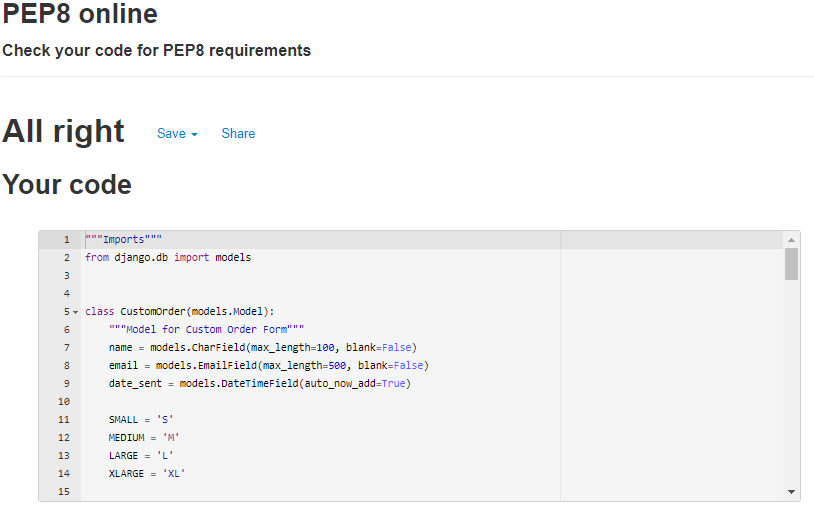 PEP8 online
Check your code for PEP8 requirements
All right Save Share
Your code
1 """Imports"""
2 from django.db import models
3
4
5 class CustomOrder(models.Model):
6 """Model for Custom Order Form"""
7 name = models.CharField(max_length=100, blank=False)
8 email = models.EmailField(max_length=500, blank=False)
9 date_sent = models.DateTimeField(auto_now_add=True)
10
11 SMALL = 'S'
12 MEDIUM = 'M'
13 LARGE = 'L'
14 XLARGE = 'XL'
15